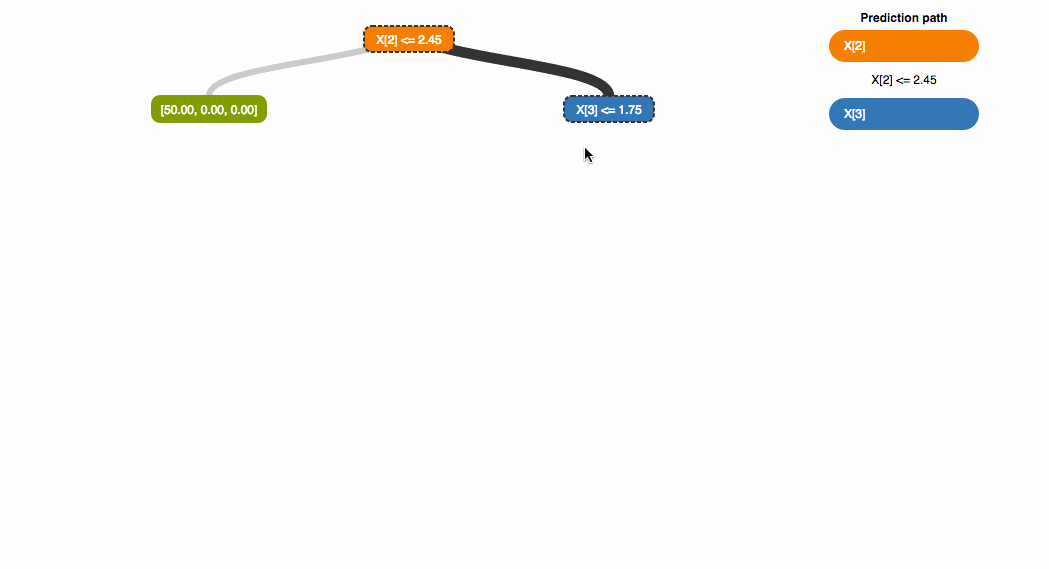 X[2] <= 2.45
[50.00, 0.00, 0.00]
X[3] <= 1.75
Prediction path
X[2]
X[2] <= 2.45
X[3]